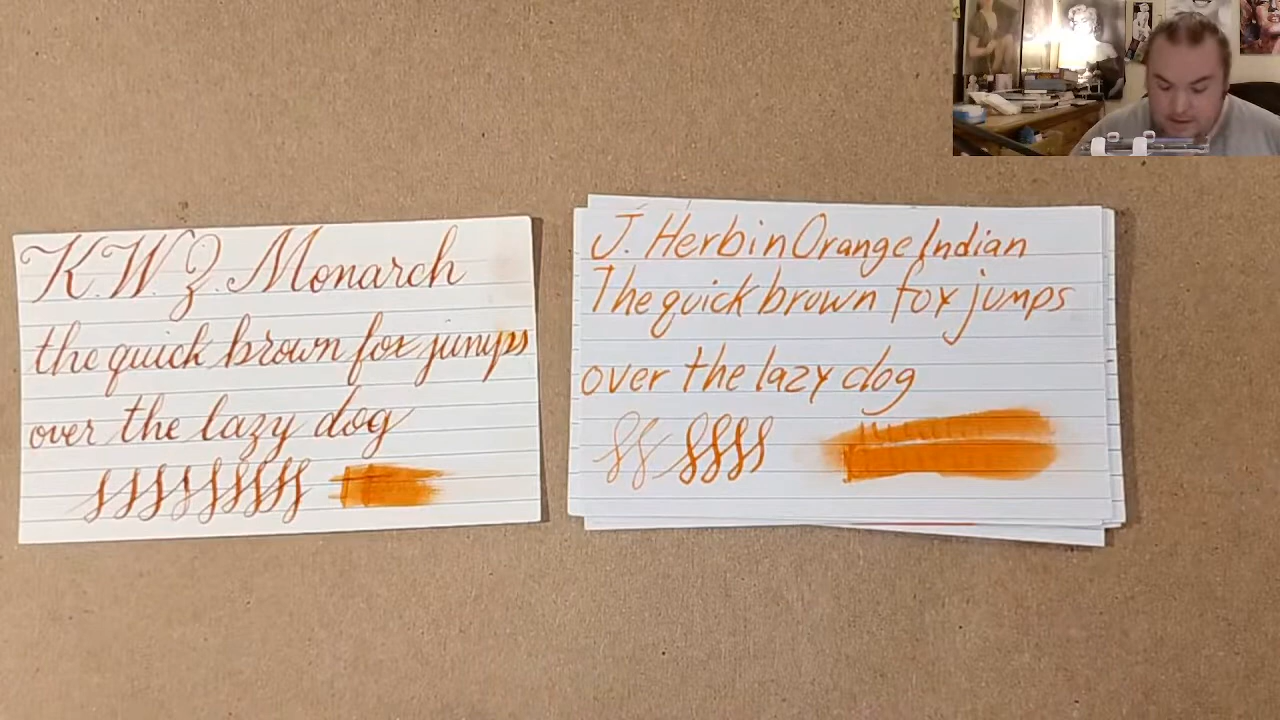 K.W.Z. Monarch
the quick brown fox jumps
over the lazy dog
J. Herbin Orange Indian
The quick brown fox jumps
over the lazy dog